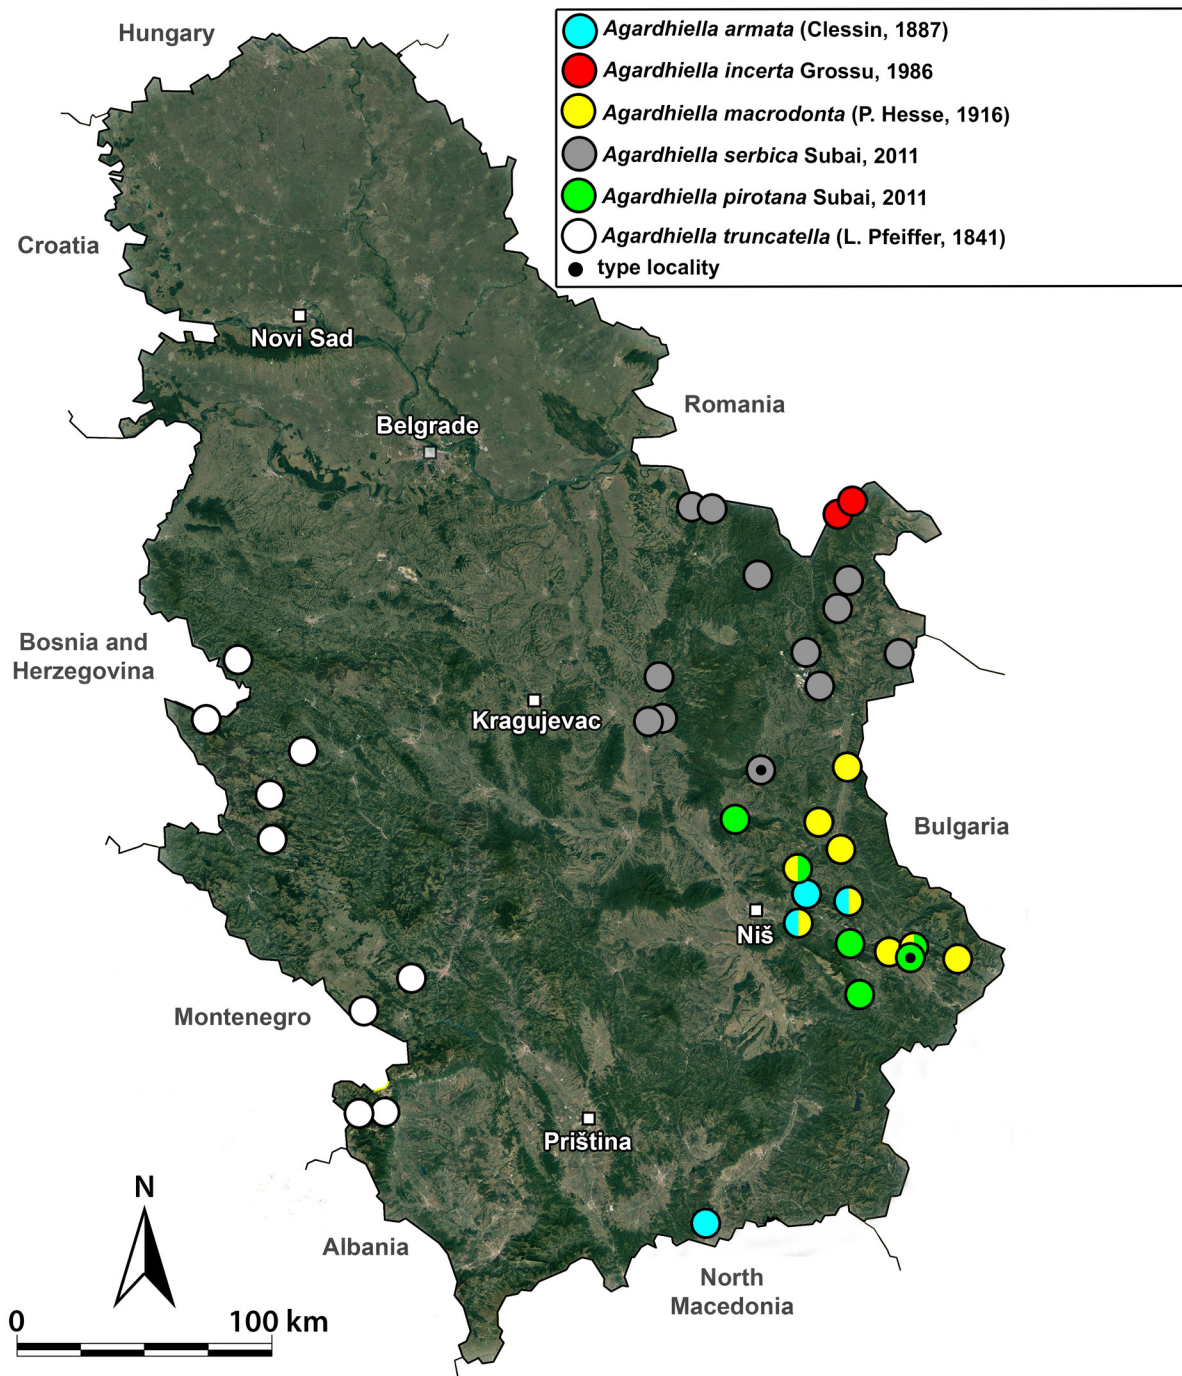 Hungary
Agardhiella armata (Clessin, 1887)
Agardhiella incerta Grossu, 1986
Agardhiella macrodonta (P. Hesse, 1916)
Agardhiella serbica Subai, 2011
Agardhiella pirotana Subai, 2011
Agardhiella truncatella (L. Pfeiffer, 1841)
type locality
Croatia
Novi Sad
Romania
Belgrade
Bosnia and
Herzegovina
Kragujevac
Bulgaria
Niš
Montenegro
Priština
N
Albania
North
Macedonia
0 100 km